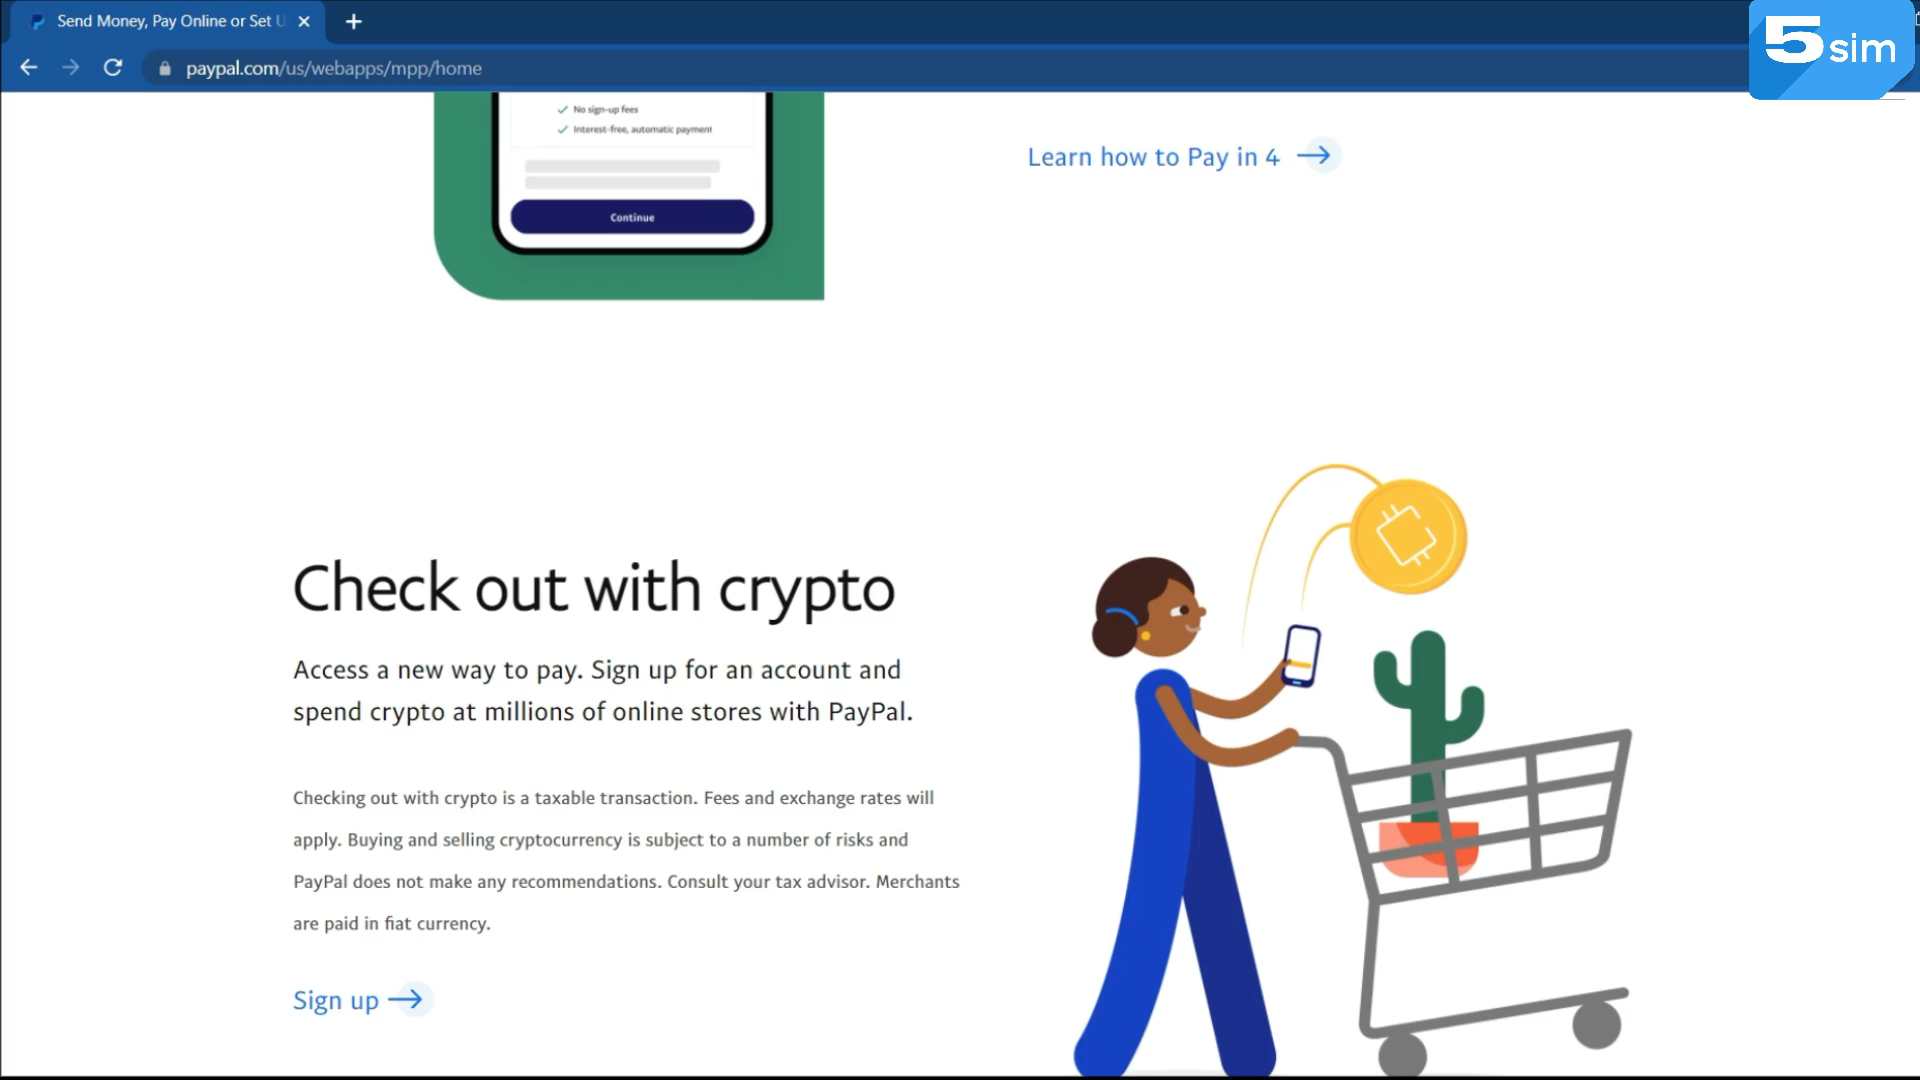 Send Money, Pay Online or Set U
5sim
paypal.com/us/webapps/mpp/home
No sign-up fees
Interest-free, automatic payment
Learn how to Pay in 4
Continue
Check out with crypto
Access a new way to pay. Sign up for an account and
spend crypto at millions of online stores with PayPal.
Checking out with crypto is a taxable transaction. Fees and exchange rates will
apply. Buying and selling cryptocurrency is subject to a number of risks and
PayPal does not make any recommendations. Consult your tax advisor. Merchants
are paid in fiat currency.
Sign up